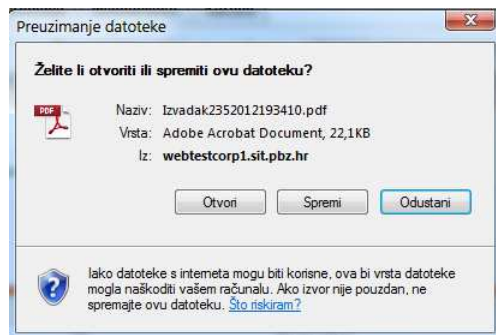 Preuzimanje datoteke
Želite li otvoriti ili spremiti ovu datoteku?
PDF
Naziv: Izvadak2352012193410.pdf
Vrsta: Adobe Acrobat Document, 22,1KB
Iz: webtestcorp1.sit.pbz.hr
Otvori Spremi Odustani
Iako datoteke s interneta mogu biti korisne, ova bi vrsta datoteke
mogla naškoditi vašem računalu. Ako izvor nije pouzdan, ne
spremajte ovu datoteku. Što riskiram?